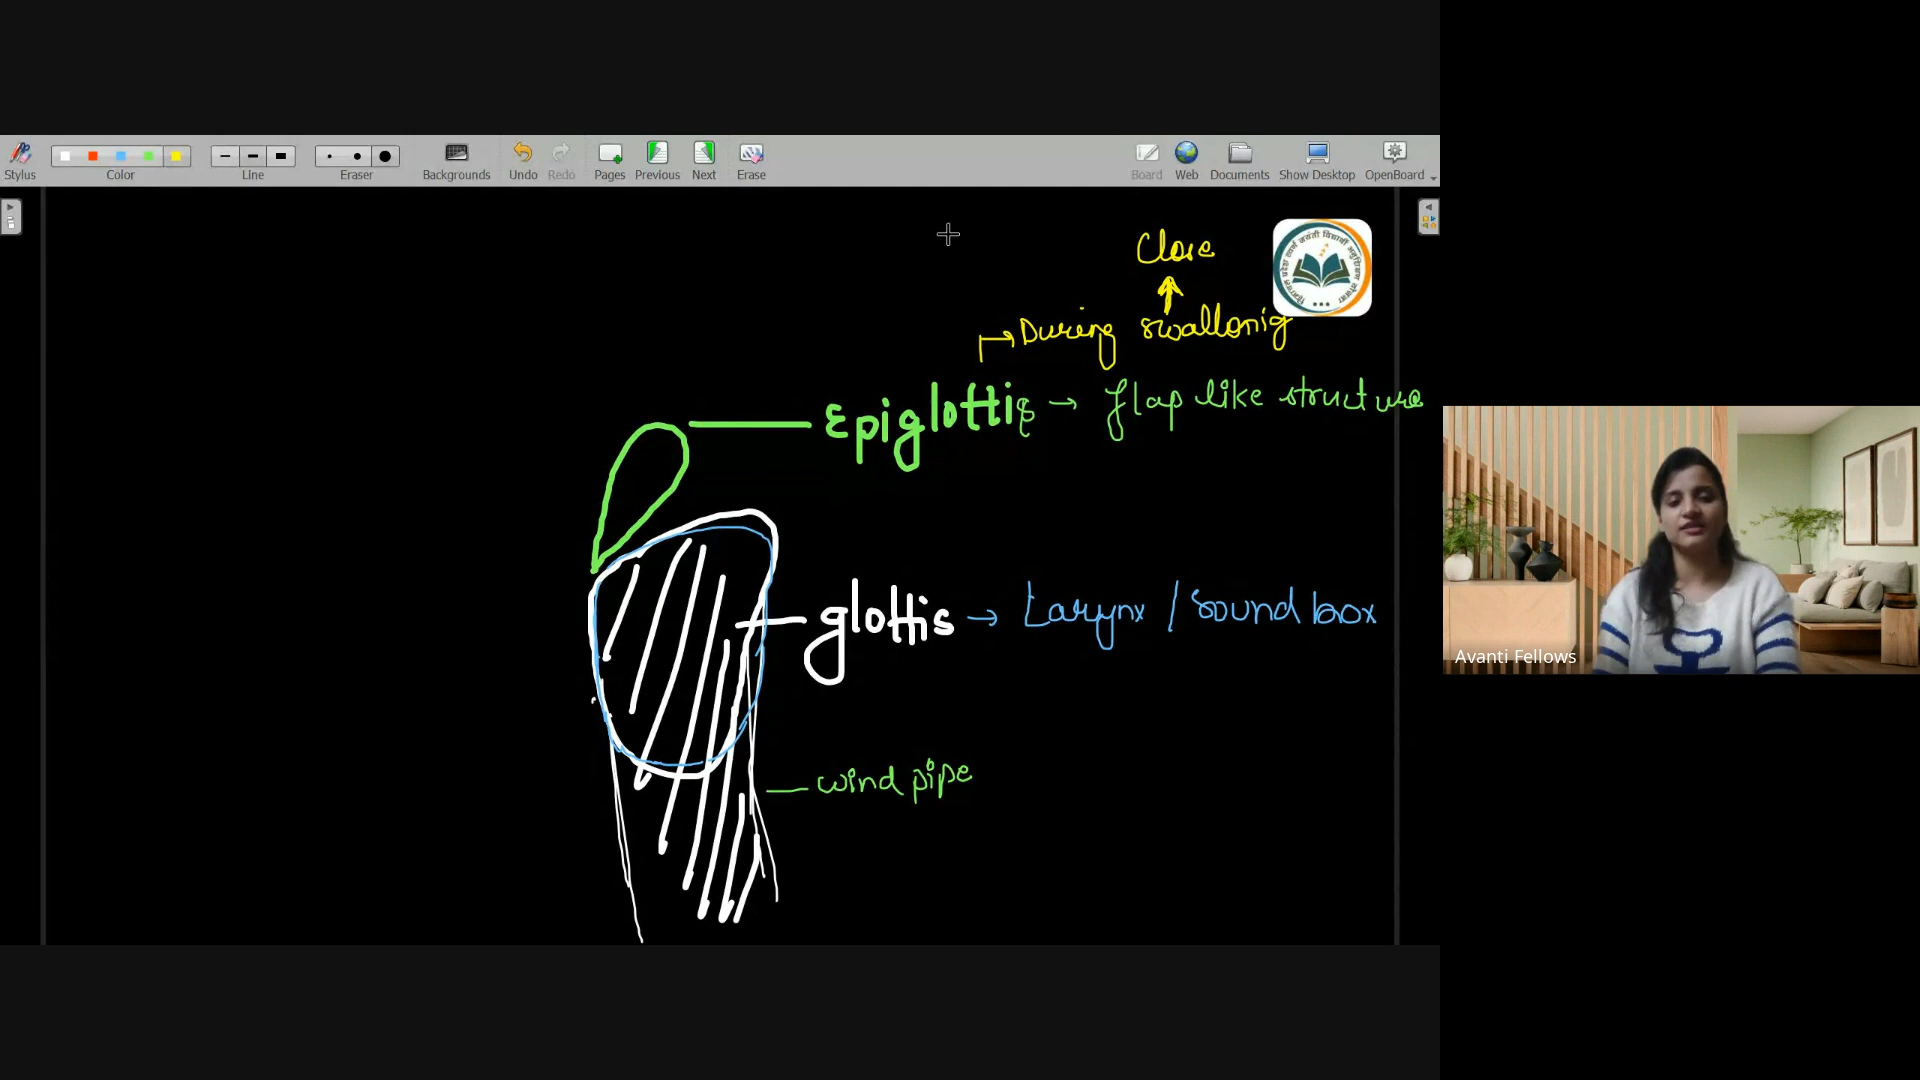 Stylus
Color
Line
Eraser
Backgrounds
Undo
Redo
Pages
Previous
Next
Erase
Board
Web
Documents
Show Desktop
OpenBoard
Close
During swallonig
Epiglottis → flap like structure
glottis → Larynx / sound box
wind pipe
Avanti Fellows